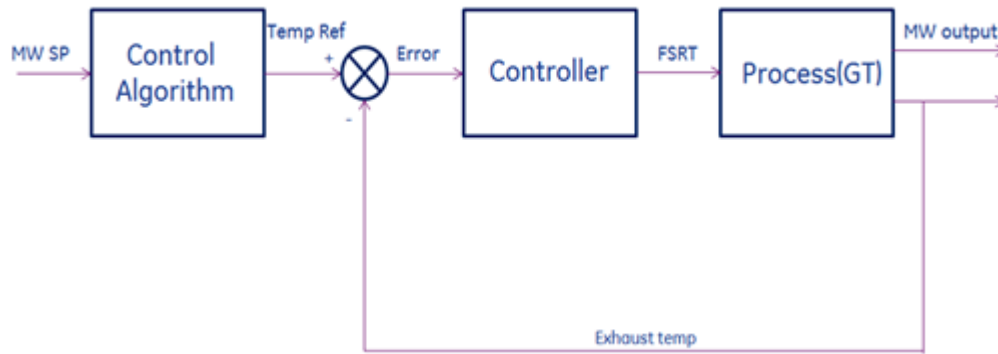 MW SP
Control
Algorithm
Temp Ref
+
-
Error
Controller
FSRT
Process(GT)
MW output
Exhaust temp